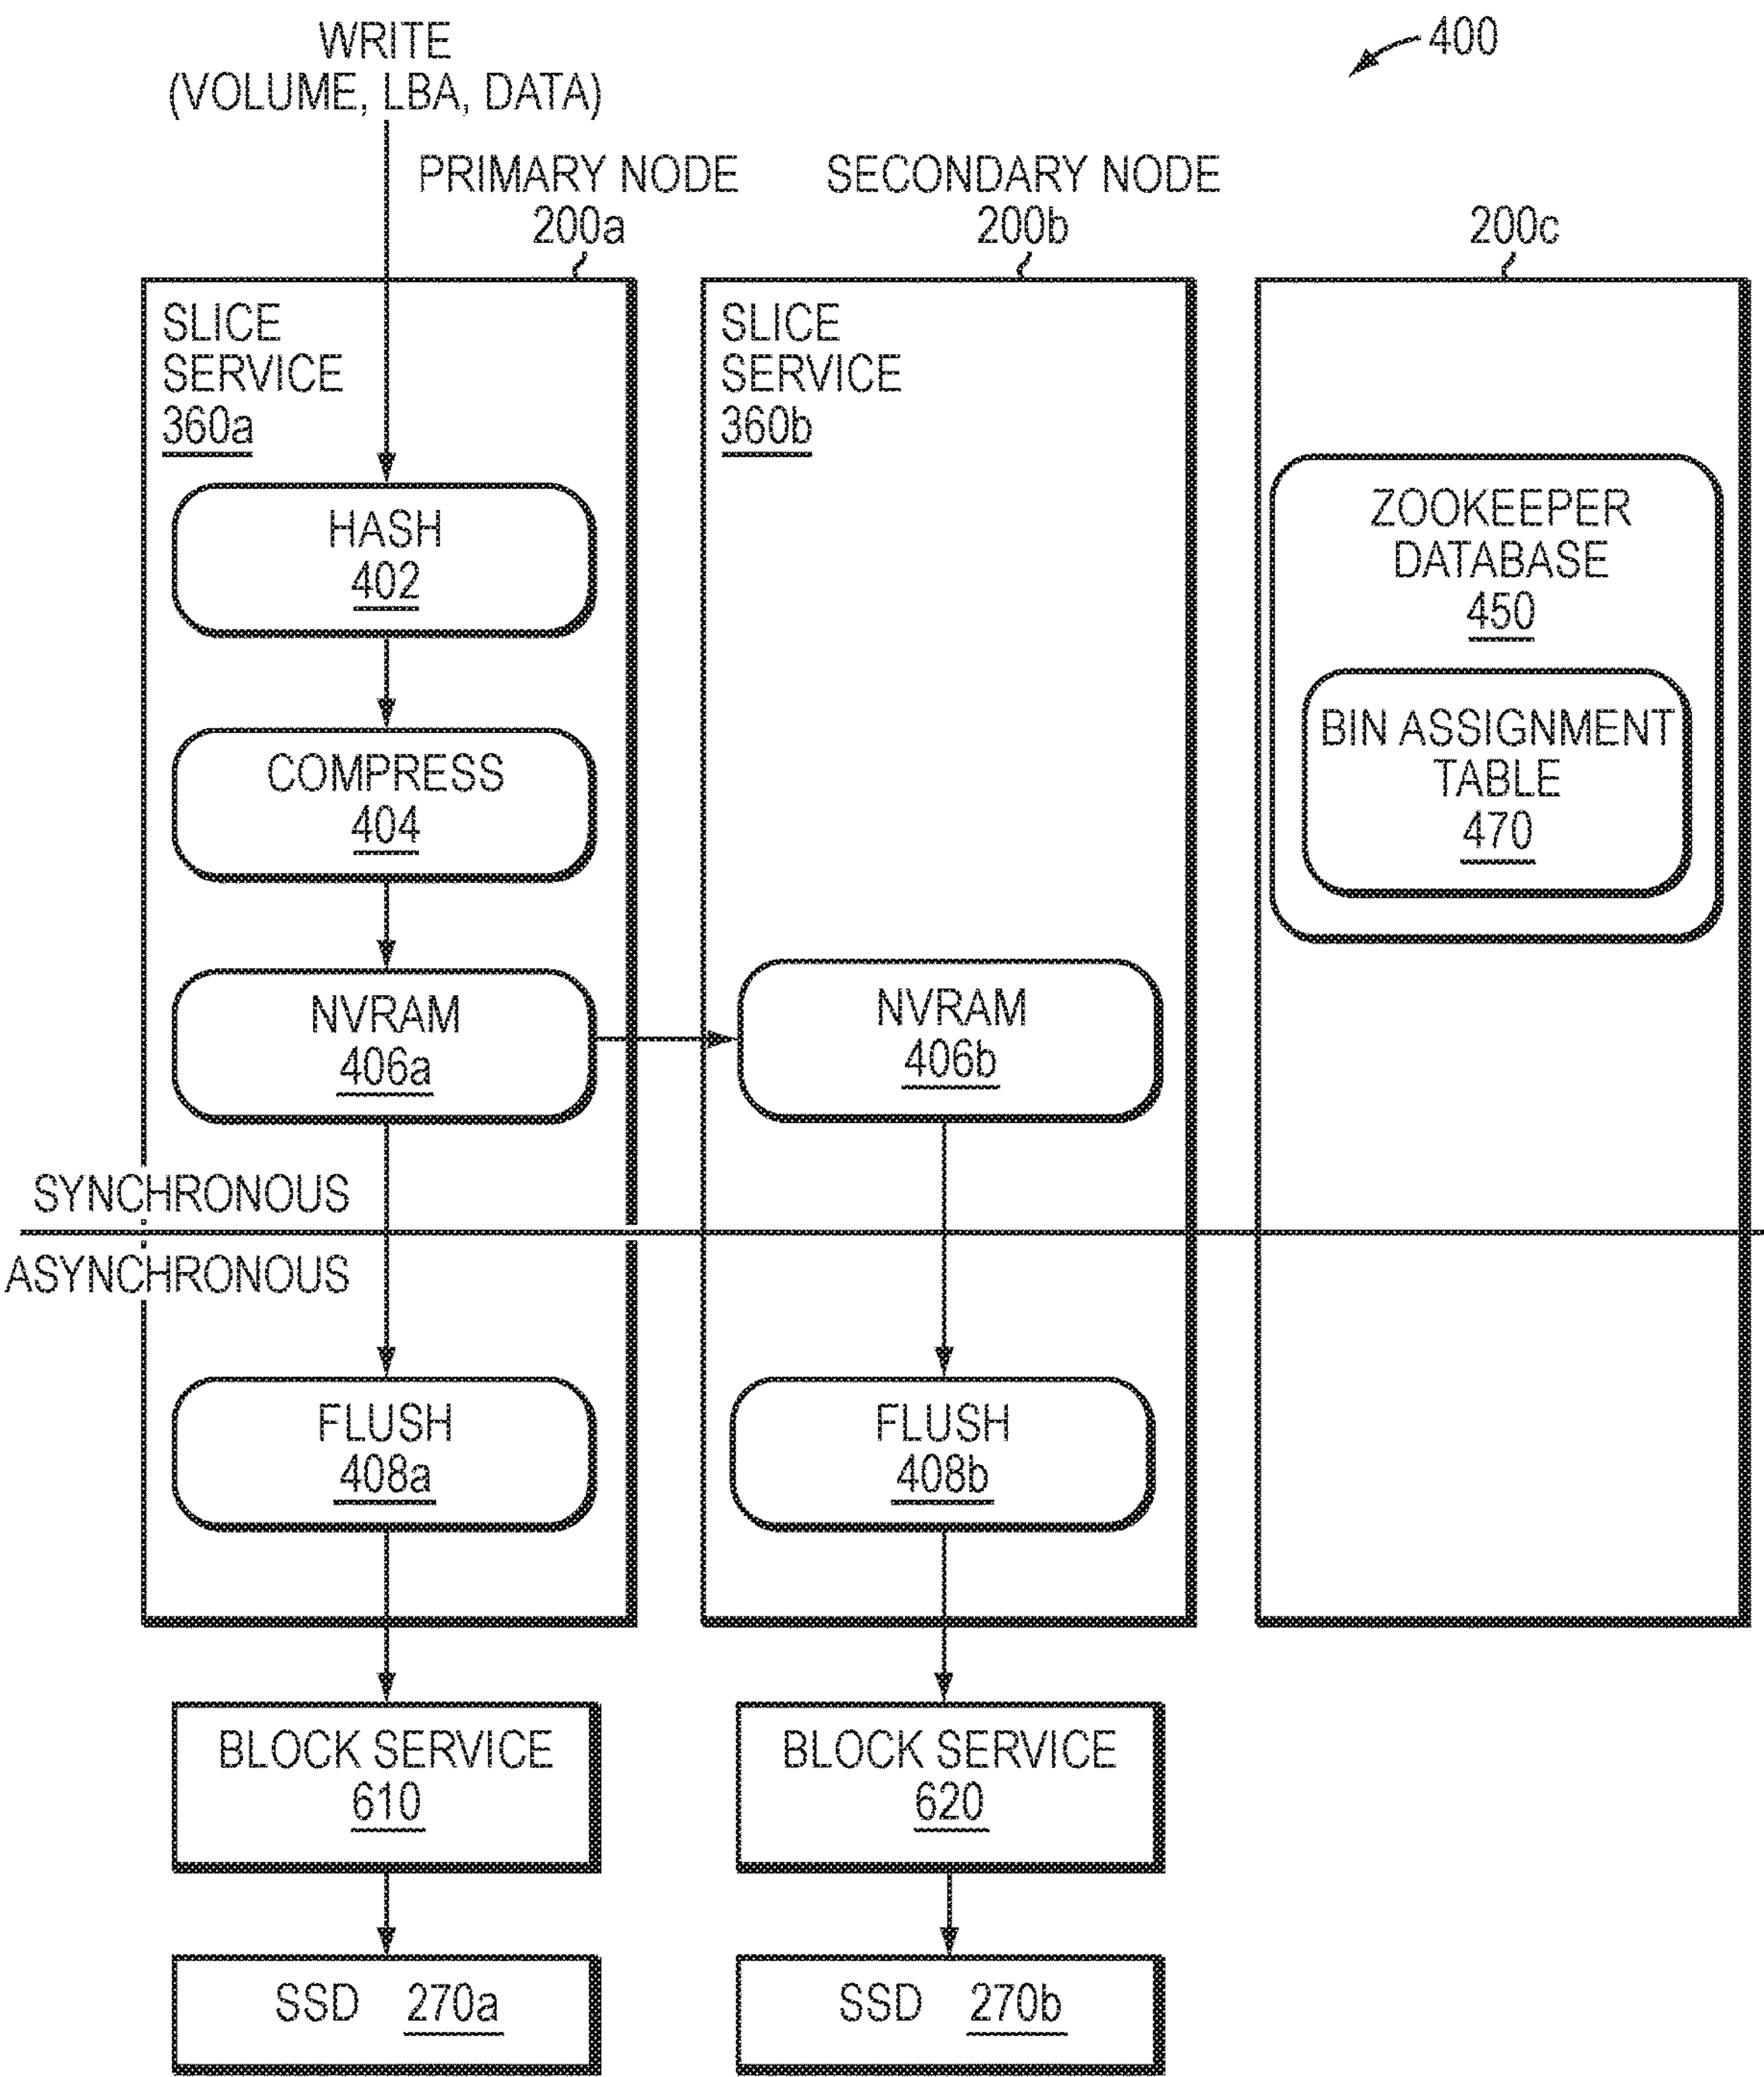 WRITE
(VOLUME, LBA, DATA)
400
PRIMARY NODE
200a
SECONDARY NODE
200b
200c
SLICE
SERVICE
360a
HASH
402
COMPRESS
404
NVRAM
406a
SLICE
SERVICE
360b
NVRAM
406b
ZOOKEEPER
DATABASE
450
BIN ASSIGNMENT
TABLE
470
SYNCHRONOUS
ASYNCHRONOUS
FLUSH
408a
FLUSH
408b
BLOCK SERVICE
610
BLOCK SERVICE
620
SSD 270a
SSD 270b